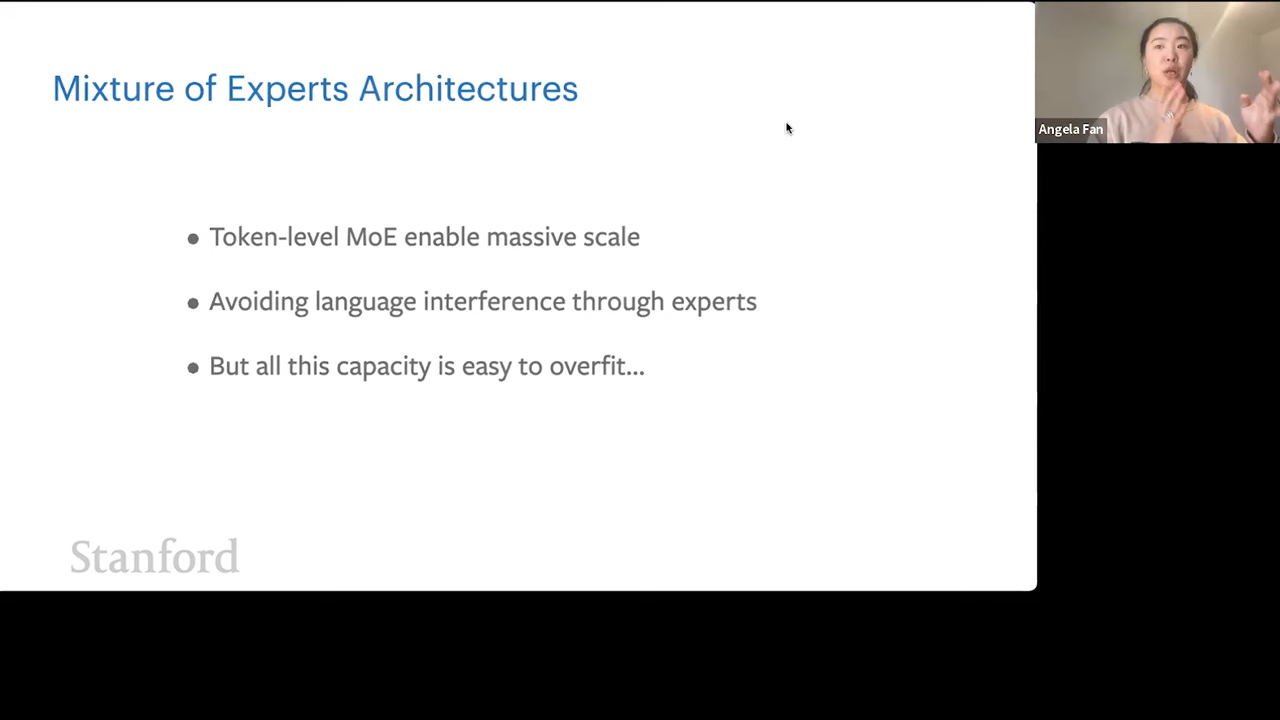 Mixture of Experts Architectures
Angela Fan
● Token-level MoE enable massive scale
● Avoiding language interference through experts
● But all this capacity is easy to overfit...
Stanford